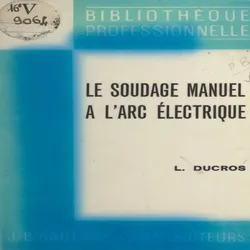 16° V
9064
BIBLIOTHÈQUE
PROFESSIONNELLE
LE SOUDAGE MANUEL
A L'ARC ÉLECTRIQUE
L. DUCROS